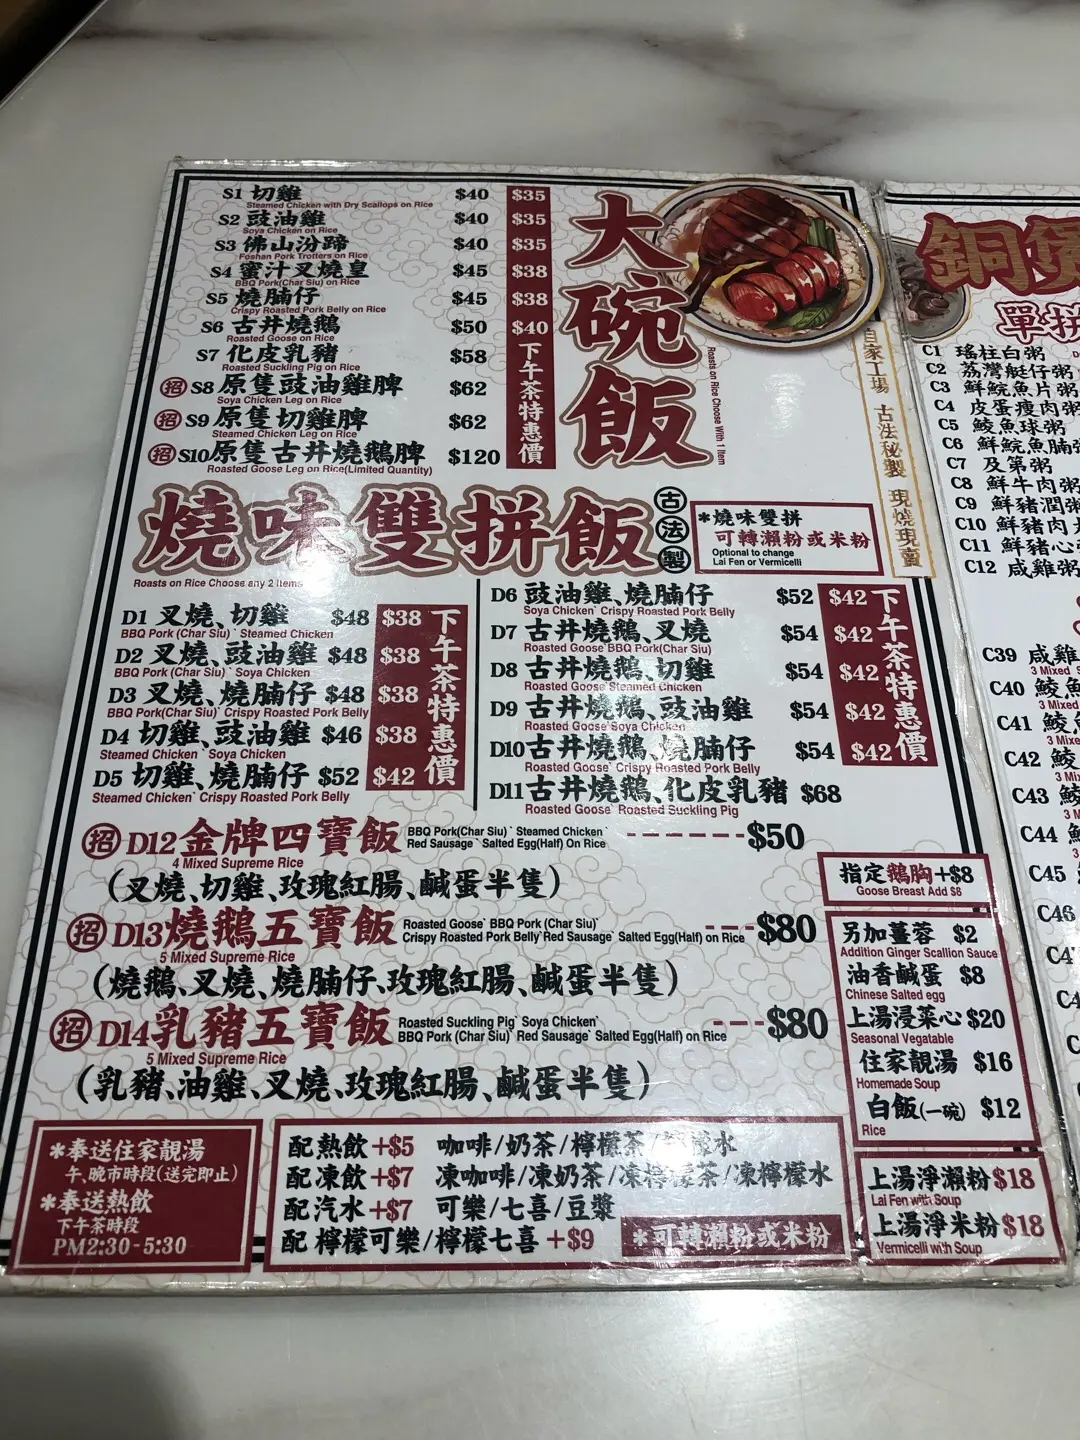 大碗飯
Roasts on Rice Choose With 1 Item
S1 切雞 $40 $35
Steamed Chicken with Dry Scallops on Rice
S2 豉油雞 $40 $35
Soya Chicken on Rice
S3 佛山汾蹄 $40 $35
Foshan Pork Trotters on Rice
S4 蜜汁叉燒皇 $45 $38
BBQ Pork(Char Siu) on Rice
S5 燒腩仔 $45 $38
Crispy Roasted Pork Belly on Rice
S6 古井燒鵝 $50 $40
Roasted Goose on Rice
S7 化皮乳豬 $58
Roasted Suckling Pig on Rice
招 S8 原隻豉油雞髀 $62
Soya Chicken Leg on Rice
招 S9 原隻切雞髀 $62
Steamed Chicken Leg on Rice
招 S10 原隻古井燒鵝髀 $120
Roasted Goose Leg on Rice(Limited Quantity)
下午茶特惠價
自家工場 古法秘製 現燒現賣
燒味雙拼飯 古法製
Roasts on Rice Choose any 2 Items
*燒味雙拼
可轉瀨粉或米粉
Optional to change
Lai Fen or Vermicelli
D1 叉燒、切雞 $48 $38
BBQ Pork (Char Siu)` Steamed Chicken
D2 叉燒、豉油雞 $48 $38
BBQ Pork (Char Siu)` Soya Chicken
D3 叉燒、燒腩仔 $48 $38
BBQ Pork(Char Siu)` Crispy Roasted Pork Belly
D4 切雞、豉油雞 $46 $38
Steamed Chicken` Soya Chicken
D5 切雞、燒腩仔 $52 $42
Steamed Chicken` Crispy Roasted Pork Belly
下午茶特惠價
D6 豉油雞、燒腩仔 $52 $42
Soya Chicken` Crispy Roasted Pork Belly
D7 古井燒鵝、叉燒 $54 $42
Roasted Goose`BBQ Pork(Char Siu)
D8 古井燒鵝、切雞 $54 $42
Roasted Goose`Steamed Chicken
D9 古井燒鵝、豉油雞 $54 $42
Roasted Goose`Soya Chicken
D10 古井燒鵝、燒腩仔 $54 $42
Roasted Goose` Crispy Roasted Pork Belly
D11 古井燒鵝、化皮乳豬 $68
Roasted Goose` Roasted Suckling Pig
下午茶特惠價
招 D12 金牌四寶飯 BBQ Pork(Char Siu)` Steamed Chicken` $50
Red Sausage` Salted Egg(Half) On Rice
4 Mixed Supreme Rice
(叉燒、切雞、玫瑰紅腸、鹹蛋半隻)
招 D13 燒鵝五寶飯 Roasted Goose` BBQ Pork (Char Siu)` $80
Crispy Roasted Pork Belly`Red Sausage` Salted Egg(Half) on Rice
5 Mixed Supreme Rice
(燒鵝、叉燒、燒腩仔、玫瑰紅腸、鹹蛋半隻)
招 D14 乳豬五寶飯 Roasted Suckling Pig` Soya Chicken` $80
BBQ Pork (Char Siu)` Red Sausage` Salted Egg(Half) on Rice
5 Mixed Supreme Rice
(乳豬、油雞、叉燒、玫瑰紅腸、鹹蛋半隻)
指定鵝胸+$8
Goose Breast Add $8
另加薑蓉 $2
Addition Ginger Scallion Sauce
油香鹹蛋 $8
Chinese Salted egg
上湯浸菜心 $20
Seasonal Vegatable
住家靚湯 $16
Homemade Soup
白飯(一碗) $12
Rice
上湯淨瀨粉 $18
Lai Fen with Soup
上湯淨米粉 $18
Vermicelli with Soup
*奉送住家靚湯
午、晚市時段(送完即止)
*奉送熱飲
下午茶時段
PM2:30-5:30
配熱飲+$5 咖啡/奶茶/檸檬茶/檸檬水
配凍飲+$7 凍咖啡/凍奶茶/凍檸檬茶/凍檸檬水
配汽水+$7 可樂/七喜/豆漿
配 檸檬可樂/檸檬七喜 +$9 *可轉瀨粉或米粉
銅煲
單拼
C1 瑤柱白粥
C2 荔灣艇仔粥
C3 鮮鯇魚片粥
C4 皮蛋瘦肉粥
C5 鯪魚球粥
C6 鮮鯇魚腩
C7 及第粥
C8 鮮牛肉粥
C9 鮮豬潤粥
C10 鮮豬肉
C11 鮮豬心
C12 咸雞粥
C39 咸雞
3 Mixed
C40 鯪魚
3 Mixed
C41 鯪
3 Mixe
C42 鯪
3 Mix
C43 鯪
C44
C45
C46